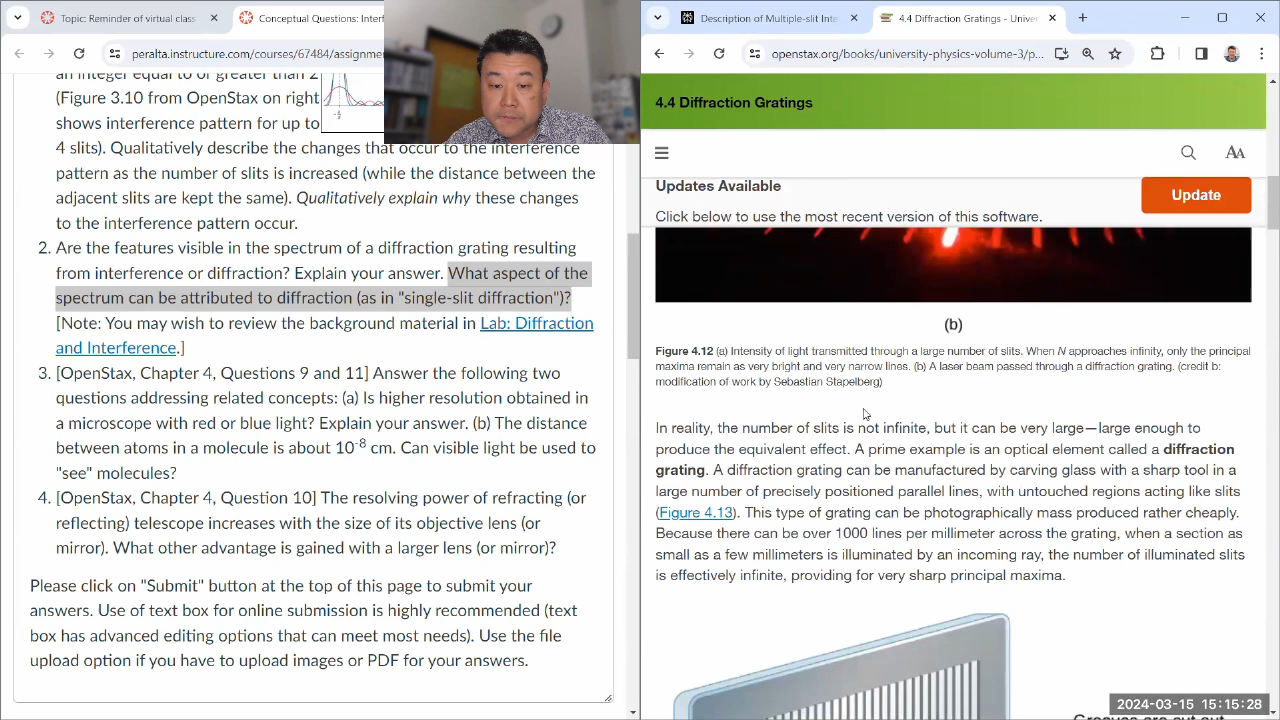 Topic: Reminder of virtual cl
Conceptual Questions: Interf
peralta.instructure.com/courses/67484/assignme
an integer equal to or greater than 2
(Figure 3.10 from OpenStax on right
shows interference pattern for up to
4 slits). Qualitatively describe the changes that occur to the interference
pattern as the number of slits is increased (while the distance between the
adjacent slits are kept the same). Qualitatively explain why these changes
to the interference pattern occur.
2. Are the features visible in the spectrum of a diffraction grating resulting
from interference or diffraction? Explain your answer. What aspect of the
spectrum can be attributed to diffraction (as in "single-slit diffraction")?
[Note: You may wish to review the background material in Lab: Diffraction
and Interference.]
3. [OpenStax, Chapter 4, Questions 9 and 11] Answer the following two
questions addressing related concepts: (a) Is higher resolution obtained in
a microscope with red or blue light? Explain your answer. (b) The distance
between atoms in a molecule is about 10-8 cm. Can visible light be used to
"see" molecules?
4. [OpenStax, Chapter 4, Question 10] The resolving power of refracting (or
reflecting) telescope increases with the size of its objective lens (or
mirror). What other advantage is gained with a larger lens (or mirror)?
Please click on "Submit" button at the top of this page to submit your
answers. Use of text box for online submission is highly recommended (text
box has advanced editing options that can meet most needs). Use the file
upload option if you have to upload images or PDF for your answers.
Description of Multiple-slit Inte
4.4 Diffraction Gratings - Unive
openstax.org/books/university-physics-volume-3/p...
4.4 Diffraction Gratings
AA
Updates Available
Click below to use the most recent version of this software.
Update
(b)
Figure 4.12 (a) Intensity of light transmitted through a large number of slits. When N approaches infinity, only the principal
maxima remain as very bright and very narrow lines. (b) A laser beam passed through a diffraction grating. (credit b:
modification of work by Sebastian Stapelberg)
In reality, the number of slits is not infinite, but it can be very large—large enough to
produce the equivalent effect. A prime example is an optical element called a diffraction
grating. A diffraction grating can be manufactured by carving glass with a sharp tool in a
large number of precisely positioned parallel lines, with untouched regions acting like slits
(Figure 4.13). This type of grating can be photographically mass produced rather cheaply.
Because there can be over 1000 lines per millimeter across the grating, when a section as
small as a few millimeters is illuminated by an incoming ray, the number of illuminated slits
is effectively infinite, providing for very sharp principal maxima.
2024-03-15 15:15:28